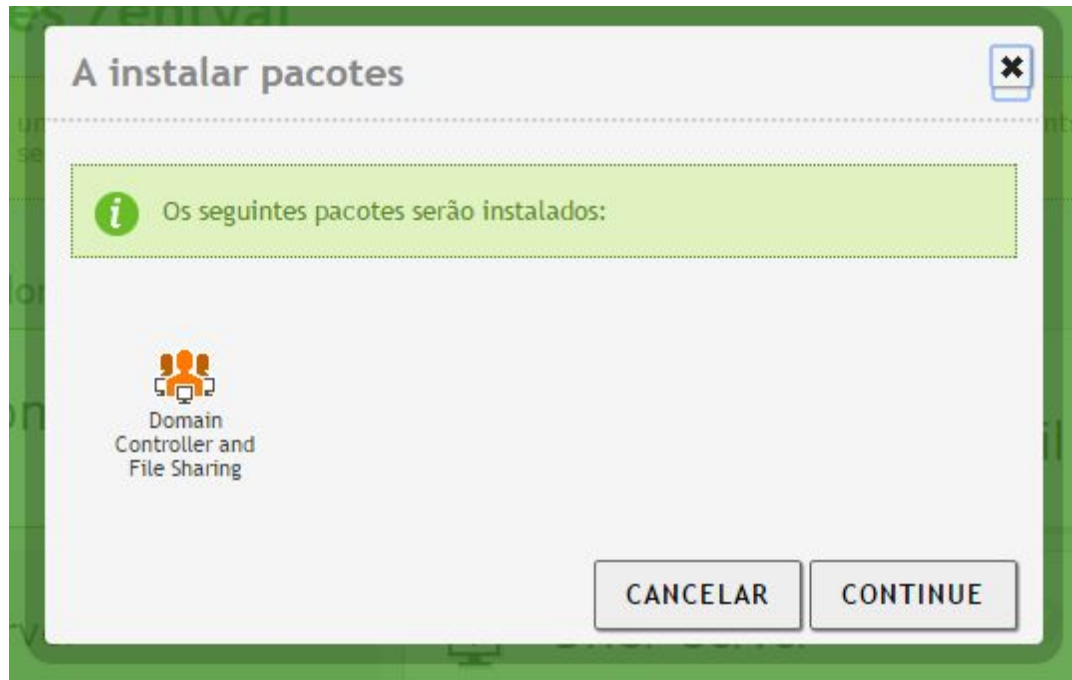 A instalar pacotes
Os seguintes pacotes serão instalados:
Domain
Controller and
File Sharing
CANCELAR
CONTINUE